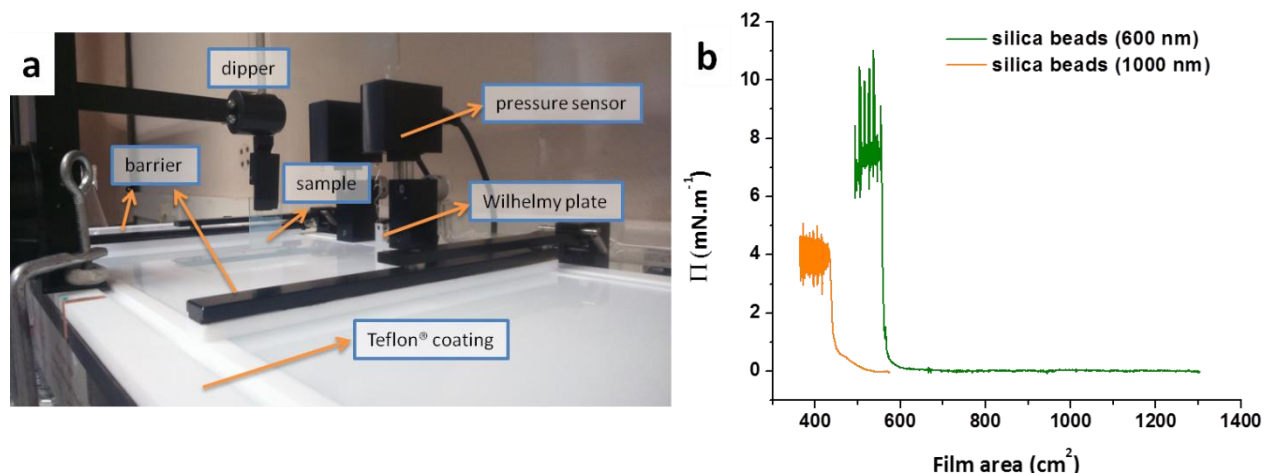 a
dipper
pressure sensor
barrier
sample
Wilhelmy plate
Teflon® coating
b
silica beads (600 nm)
silica beads (1000 nm)
12
10
8
6
4
2
0
Π (mN.m⁻¹)
400 600 800 1000 1200 1400
Film area (cm²)